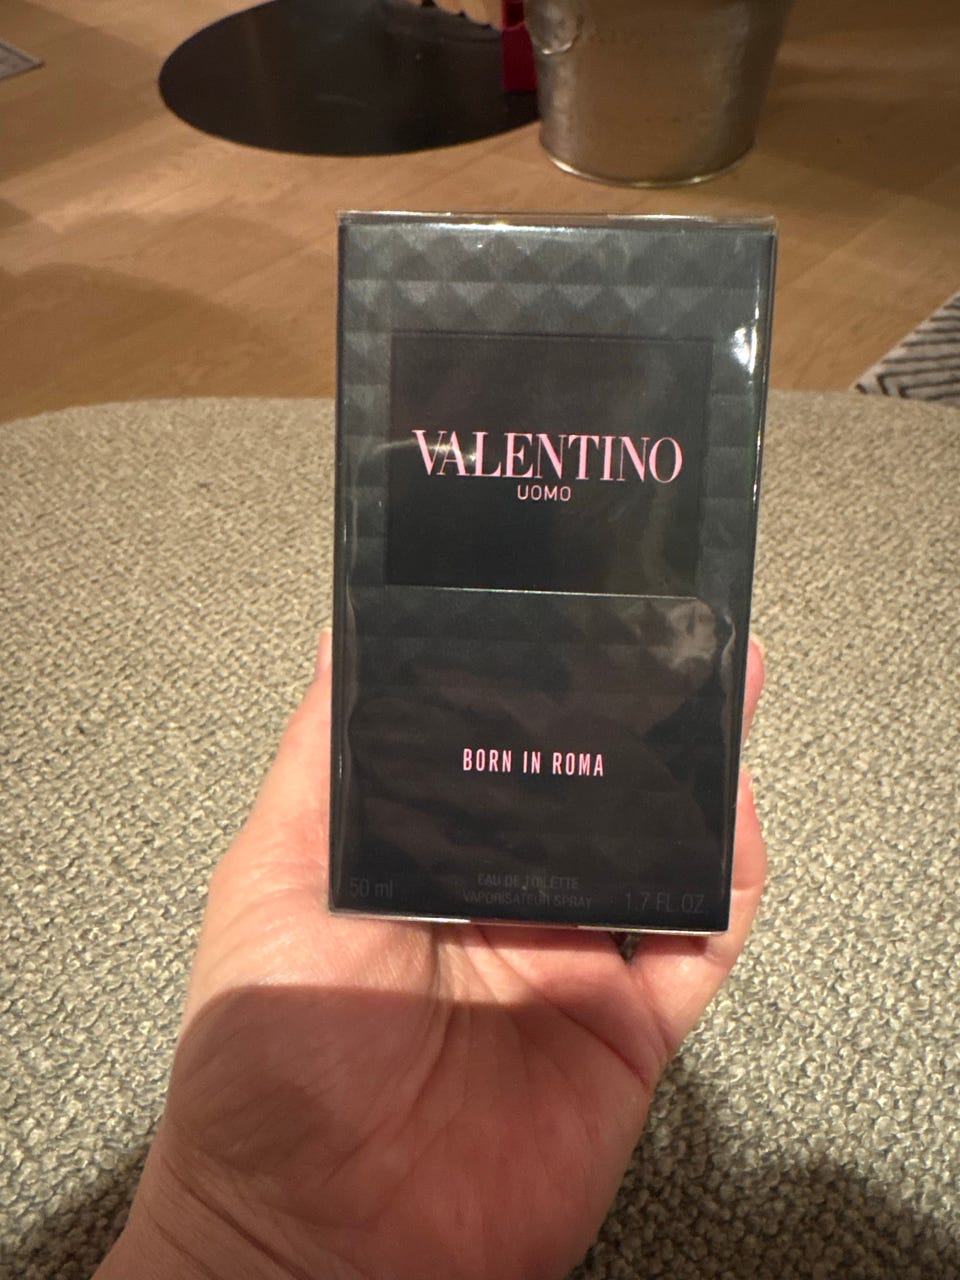 VALENTINO
UOMO
BORN IN ROMA
EAU DE TOILETTE
50 ml VAPORISATEUR SPRAY 1.7 FL.OZ.